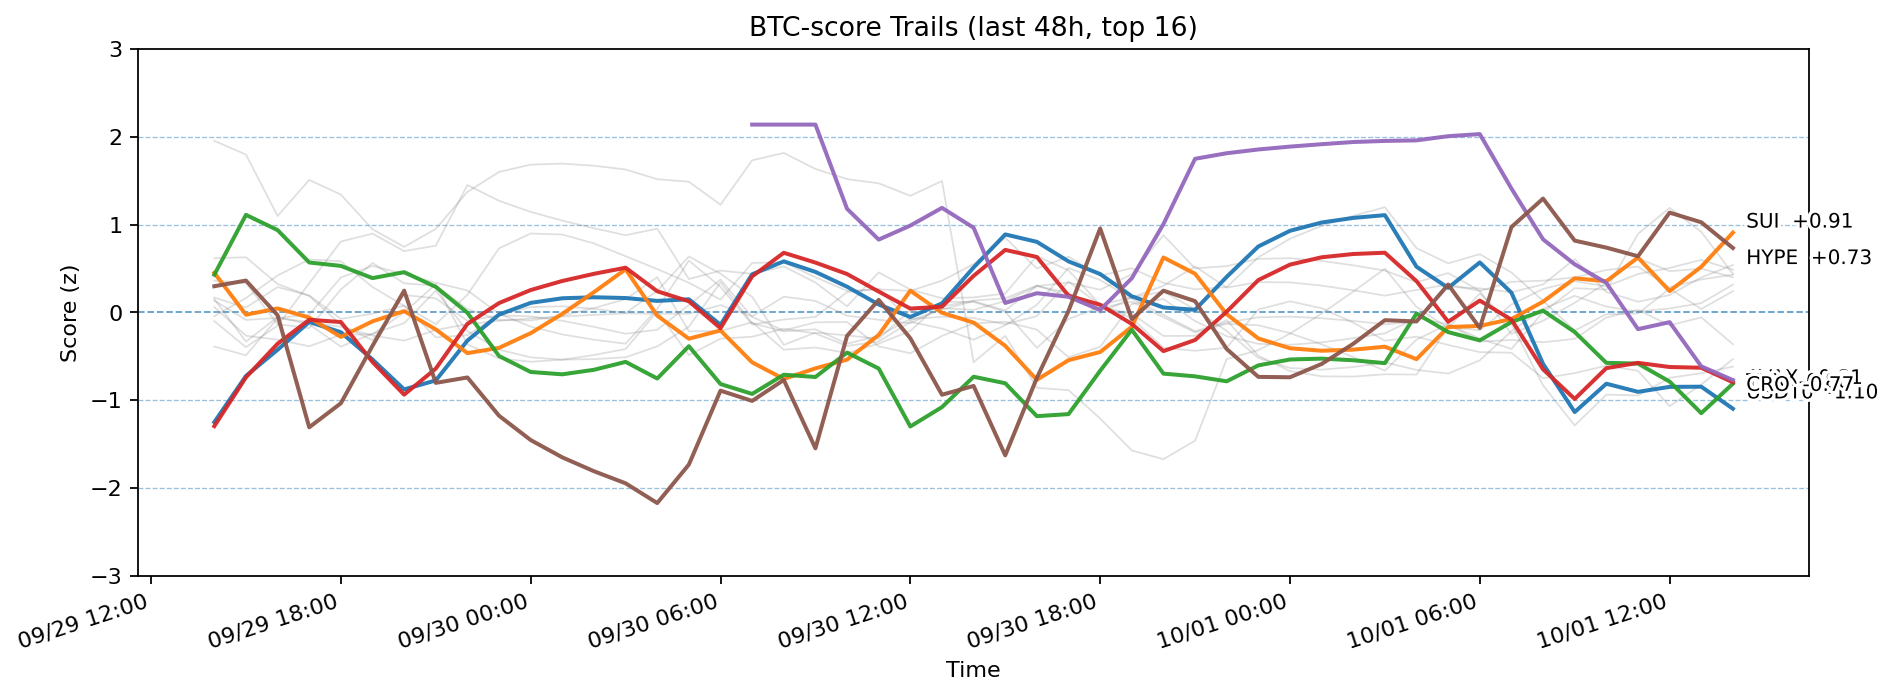 BTC-score Trails (last 48h, top 16)
Score (z)
3
2
1
0
−1
−2
−3
SUI +0.91
HYPE +0.73
CRO -0.77
-1.10
09/29 12:00
09/29 18:00
09/30 00:00
09/30 06:00
09/30 12:00
09/30 18:00
10/01 00:00
10/01 06:00
10/01 12:00
Time